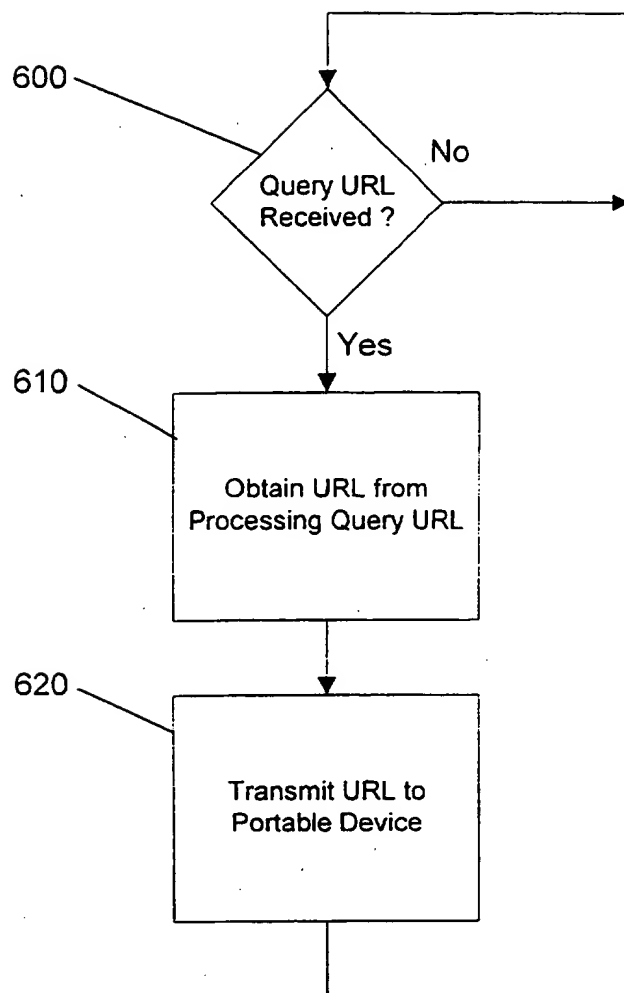 600
Query URL
Received ?
No
Yes
610
Obtain URL from
Processing Query URL
620
Transmit URL to
Portable Device